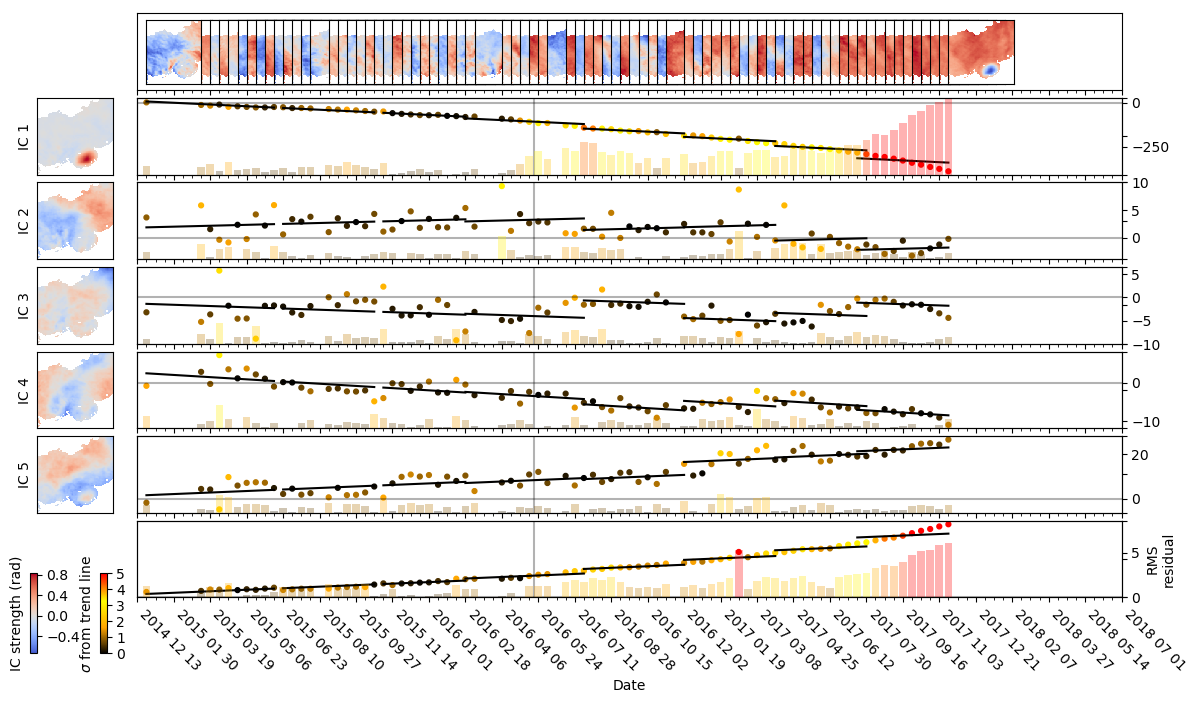 IC 1
0
−250
IC 2
10
5
0
IC 3
5
0
−5
−10
IC 4
0
−10
IC 5
20
0
RMS
residual
5
0
IC strength (rad)
0.8
0.4
0.0
−0.4
σ from trend line
5
4
3
2
1
0
2014 12 13
2015 01 30
2015 03 19
2015 05 06
2015 06 23
2015 08 10
2015 09 27
2015 11 14
2016 01 01
2016 02 18
2016 04 06
2016 05 24
2016 07 11
2016 08 28
2016 10 15
2016 12 02
2017 01 19
2017 03 08
2017 04 25
2017 06 12
2017 07 30
2017 09 16
2017 11 03
2017 12 21
2018 02 07
2018 03 27
2018 05 14
2018 07 01
Date